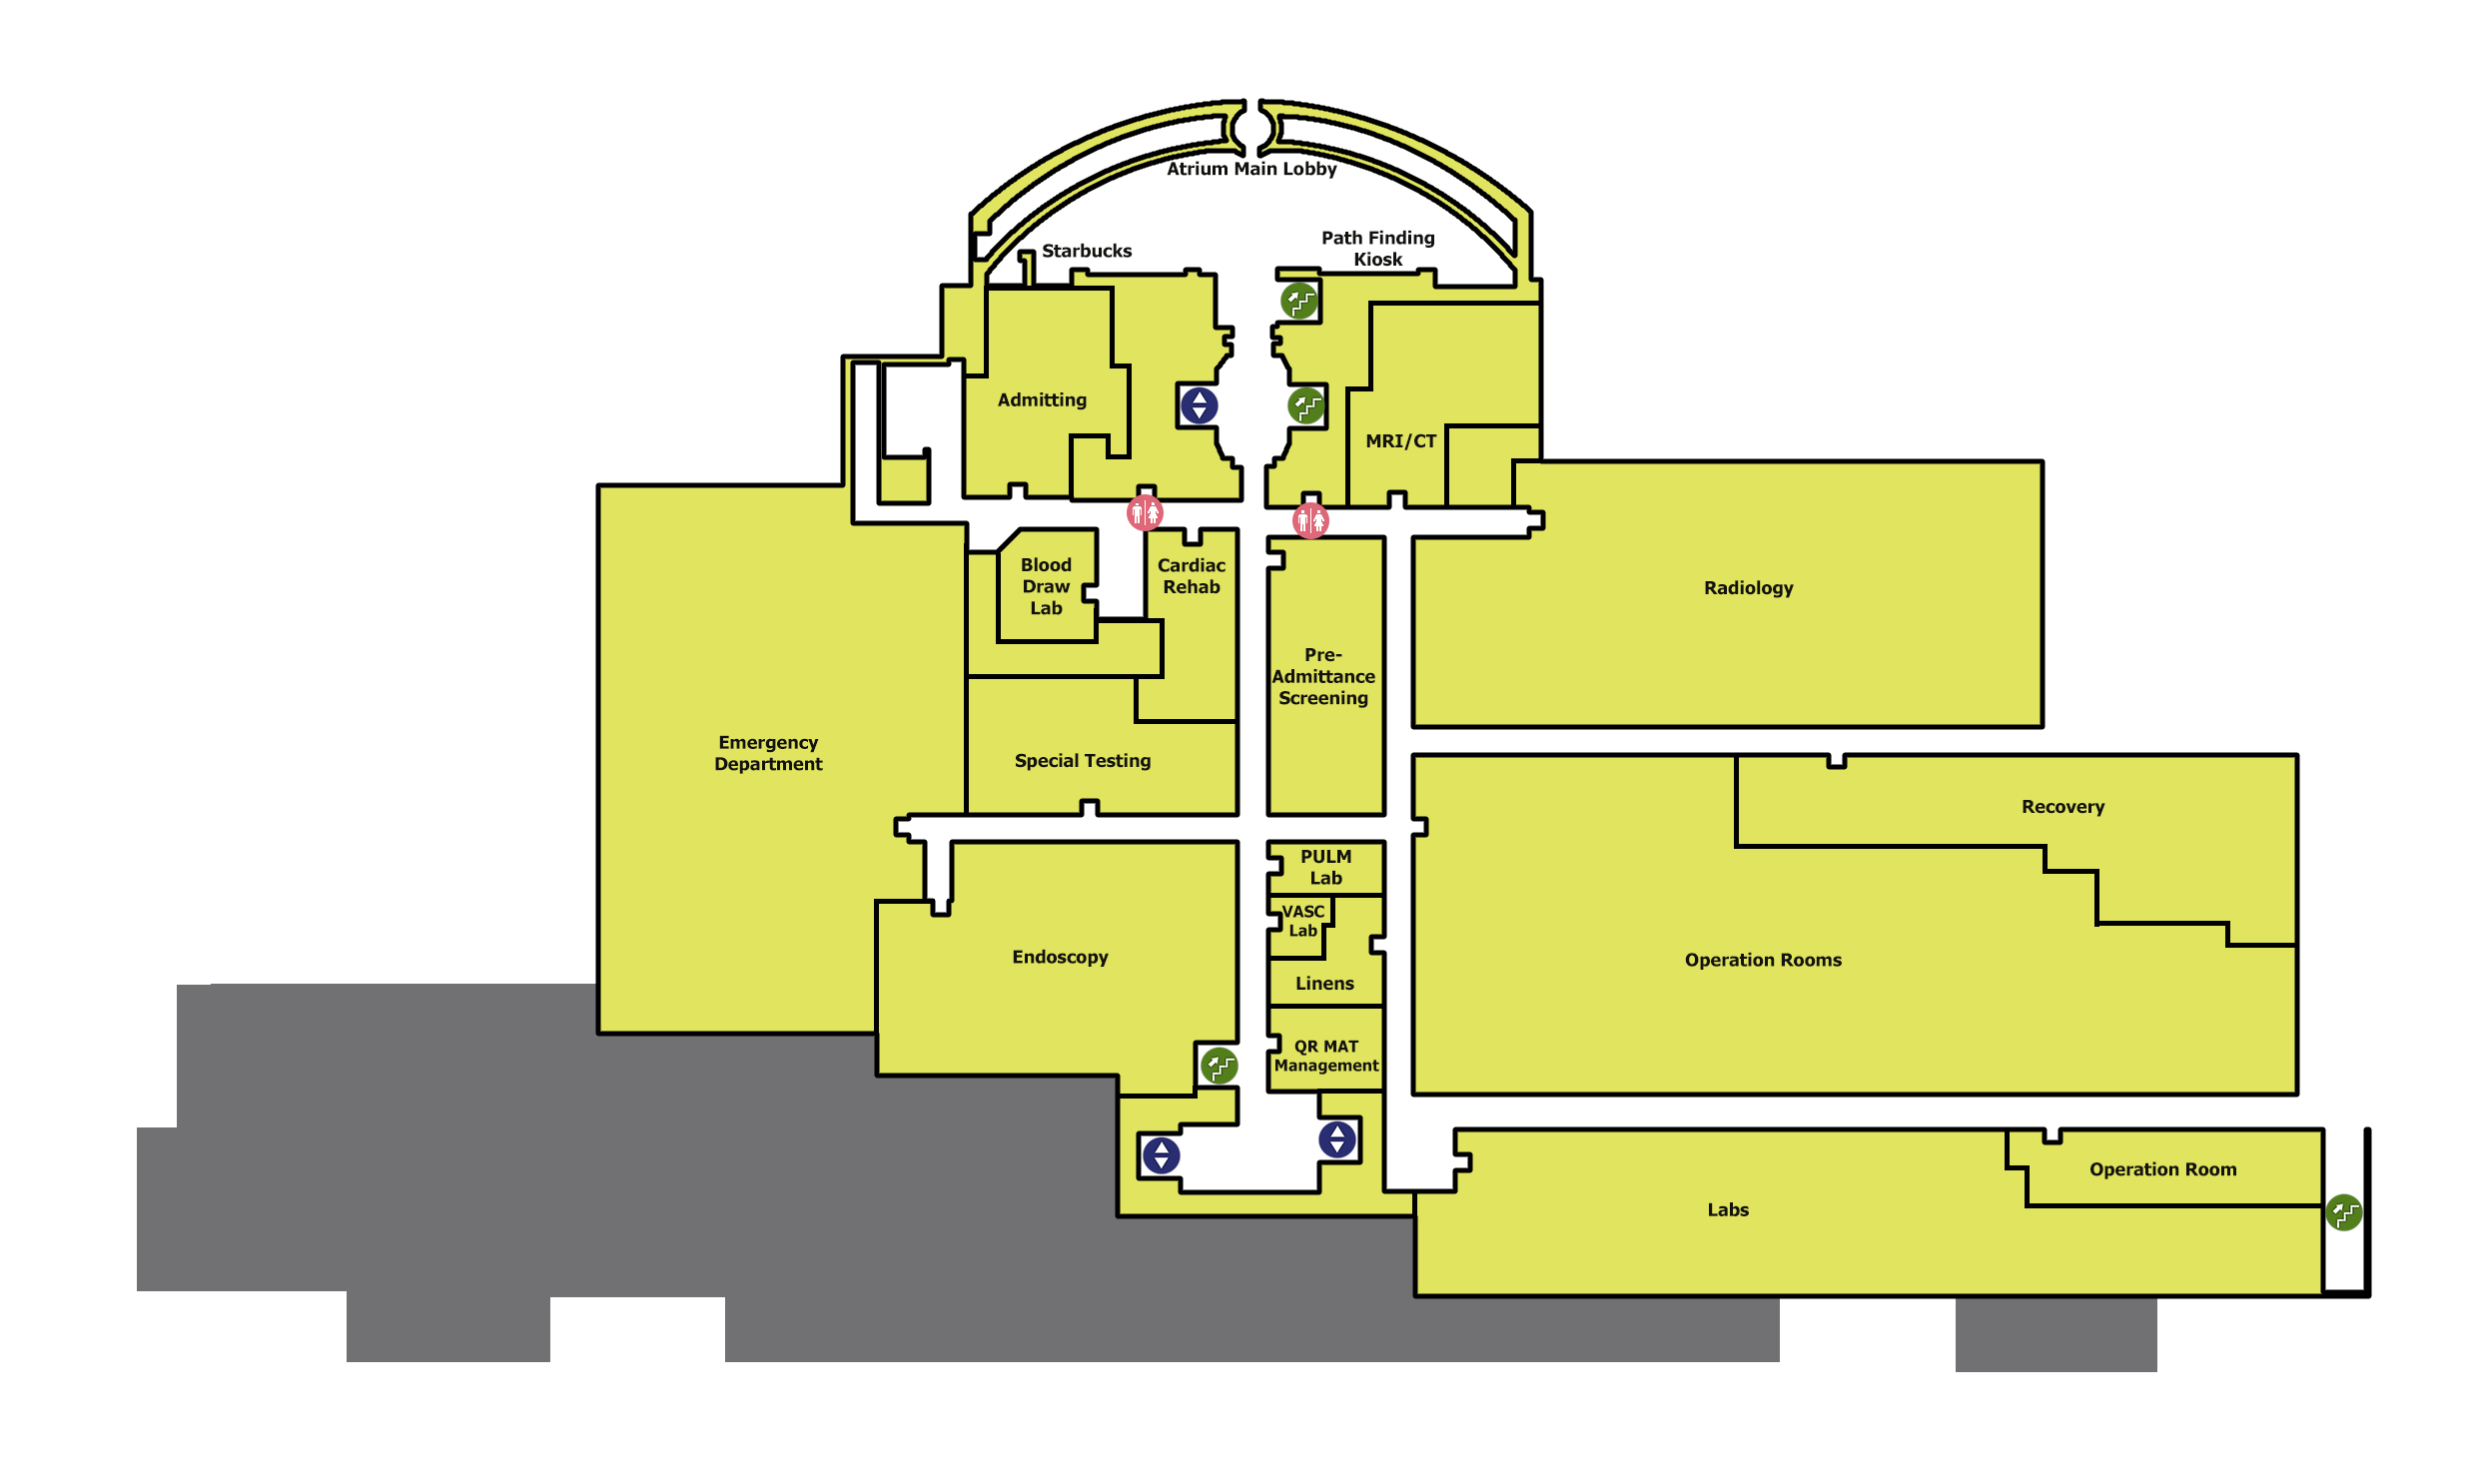 Atrium Main Lobby
Starbucks
Path Finding
Kiosk
Admitting
MRI/CT
Blood
Draw
Lab
Cardiac
Rehab
Radiology
Pre-
Admittance
Screening
Emergency
Department
Special Testing
Recovery
PULM
Lab
VASC
Lab
Endoscopy
Operation Rooms
Linens
QR MAT
Management
Operation Room
Labs